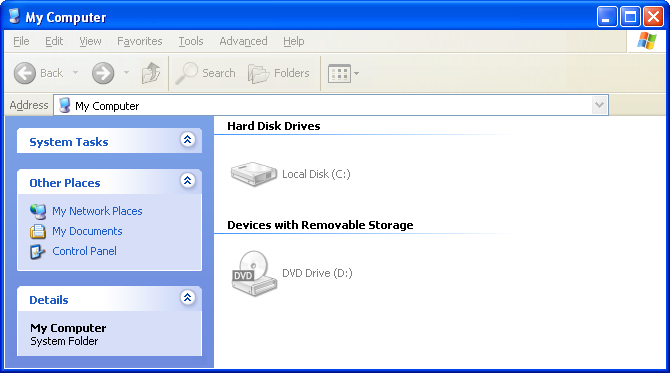 My Computer
File Edit View Favorites Tools Advanced Help
Back Search Folders
Address My Computer
System Tasks
Other Places
My Network Places
My Documents
Control Panel
Details
My Computer
System Folder
Hard Disk Drives
Local Disk (C:)
Devices with Removable Storage
DVD
DVD Drive (D:)